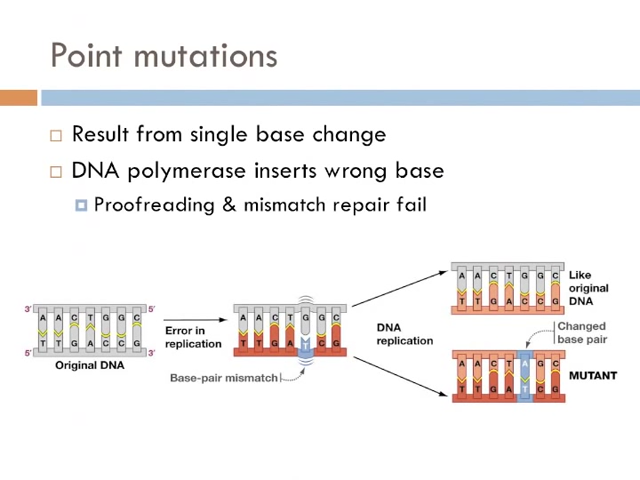 Point mutations
Result from single base change
DNA polymerase inserts wrong base
Proofreading & mismatch repair fail
3' A A C T G G C 5'
5' T T G A C C G 3'
Original DNA
Error in
replication
A A C T G G C
T T G A T C G
Base-pair mismatch
DNA
replication
A A C T G G C
T T G A C C G
Like
original
DNA
Changed
base pair
A A C T A G C
T T G A T C G
MUTANT